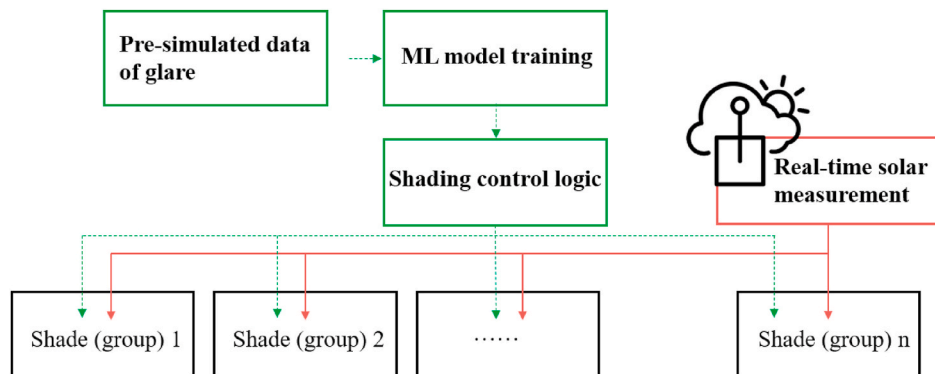 Pre-simulated data
of glare
ML model training
Shading control logic
Real-time solar
measurement
Shade (group) 1
Shade (group) 2
······
Shade (group) n